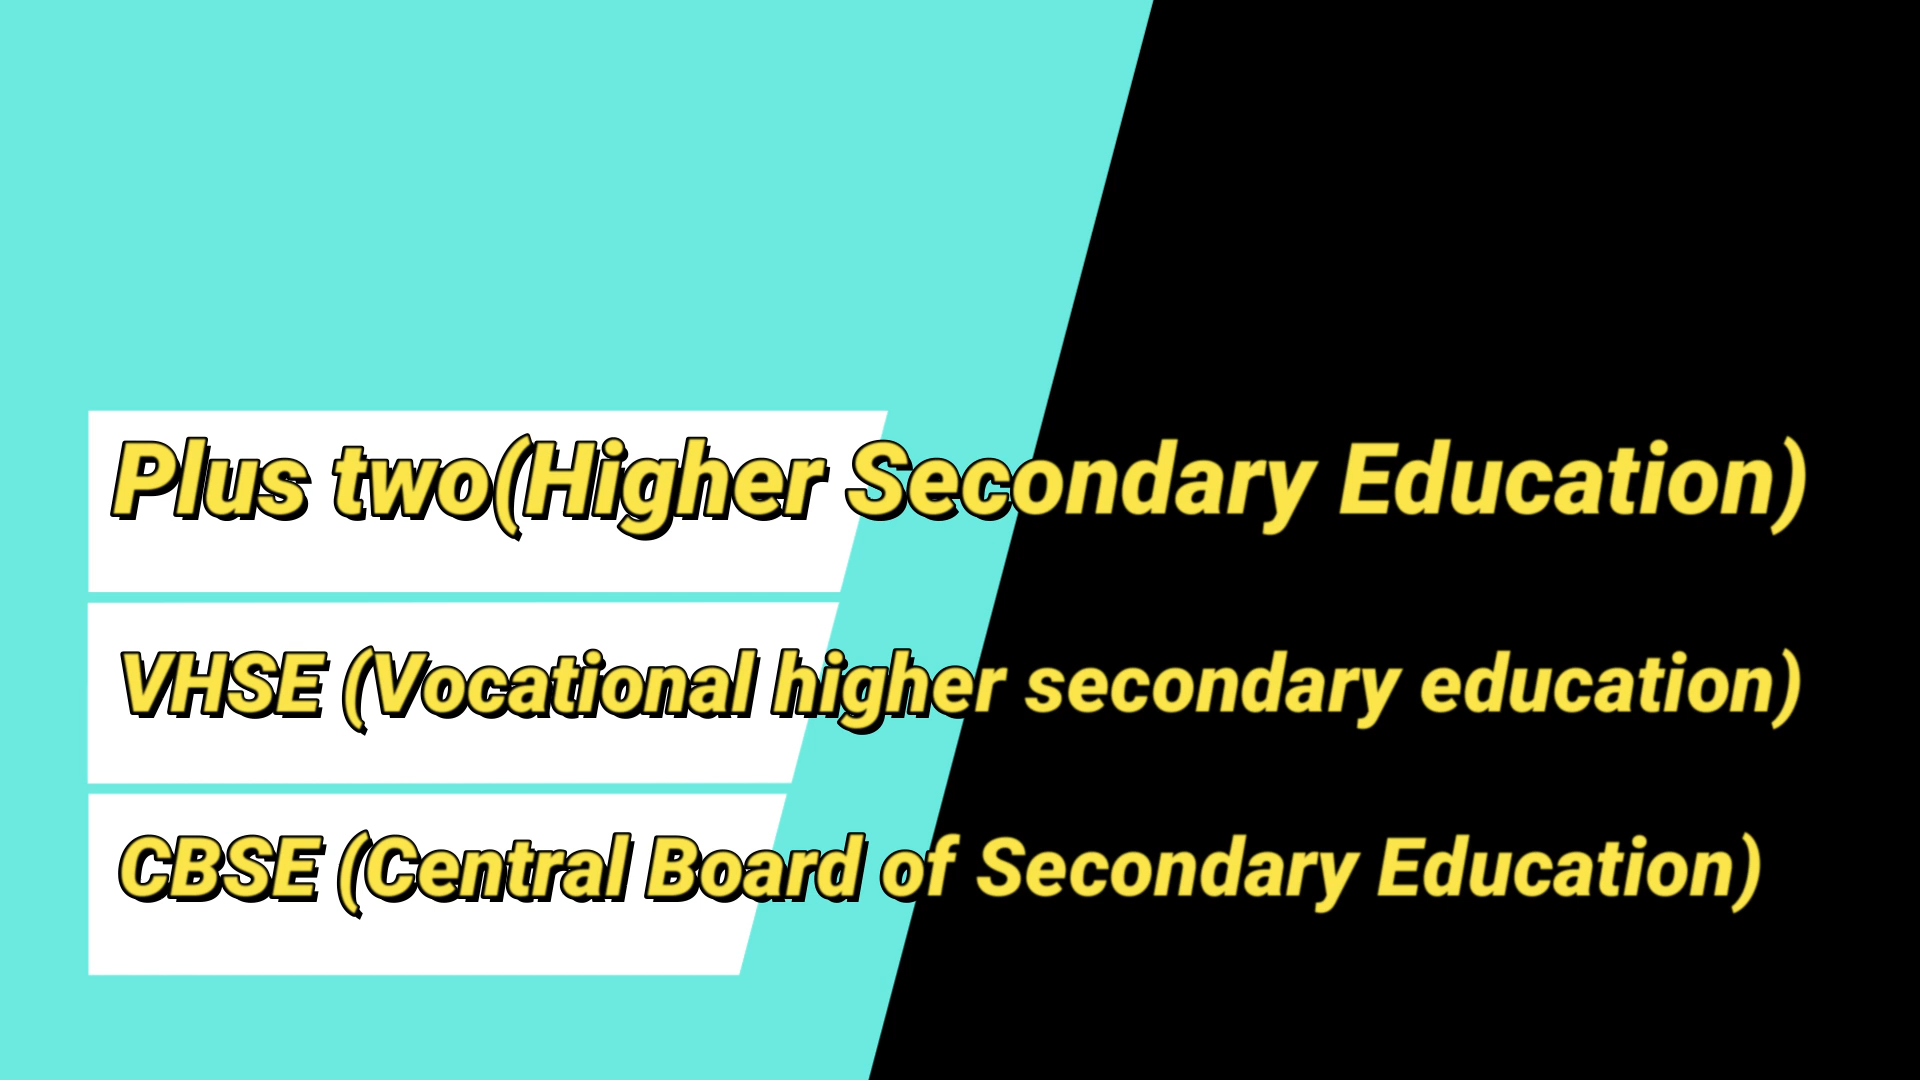 Plus two(Higher Secondary Education)
VHSE (Vocational higher secondary education)
CBSE (Central Board of Secondary Education)